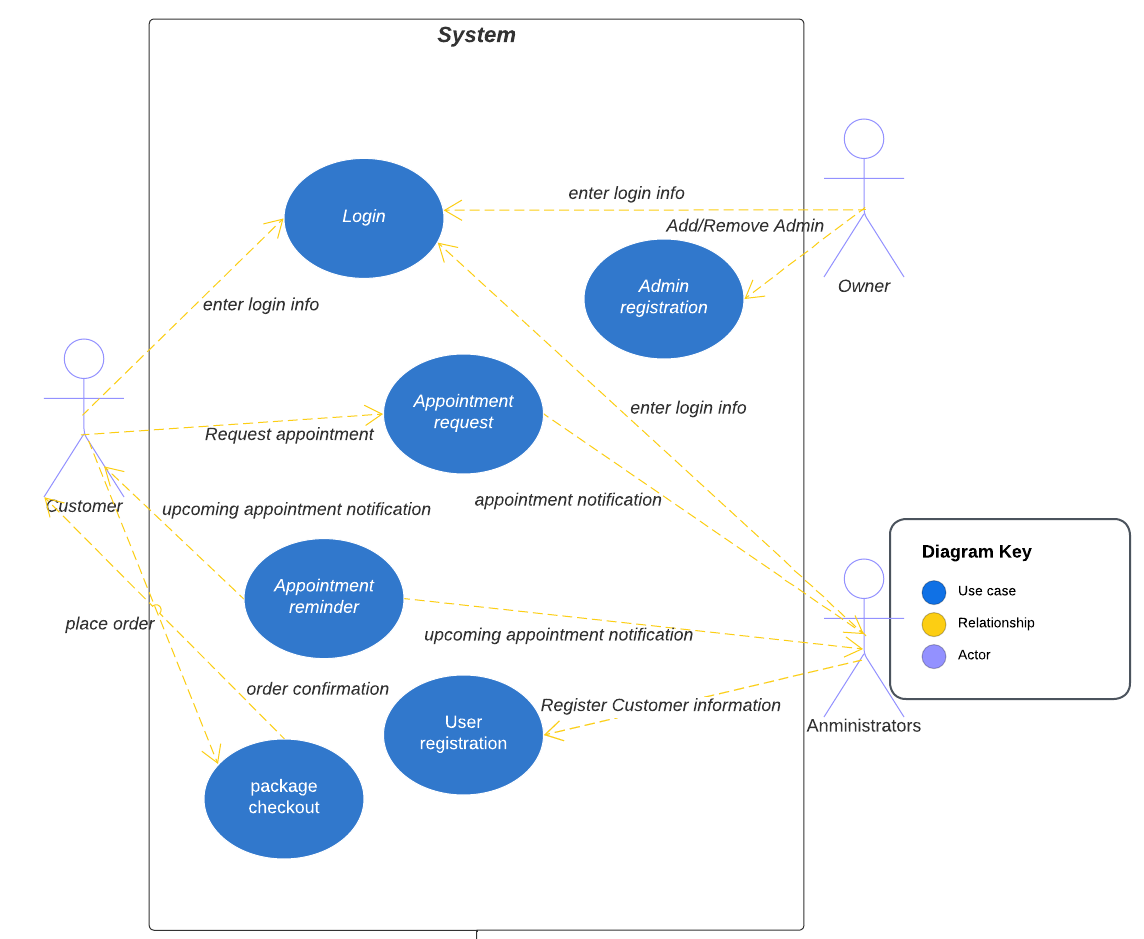 System
Login
enter login info
Add/Remove Admin
Owner
Admin
registration
enter login info
Appointment
request
enter login info
Request appointment
Customer
upcoming appointment notification
appointment notification
Diagram Key
Use case
Relationship
Actor
Appointment
reminder
place order
upcoming appointment notification
order confirmation
Register Customer information
User
registration
Anministrators
package
checkout